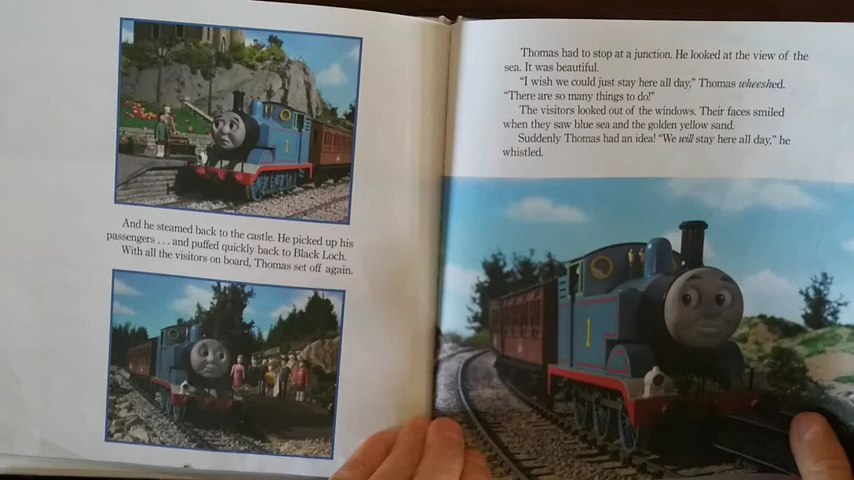 And he steamed back to the castle. He picked up his
passengers . . . and puffed quickly back to Black Loch.
With all the visitors on board, Thomas set off again.
Thomas had to stop at a junction. He looked at the view of the
sea. It was beautiful.
“I wish we could just stay here all day,” Thomas wheeshed.
“There are so many things to do!”
The visitors looked out of the windows. Their faces smiled
when they saw blue sea and the golden yellow sand.
Suddenly Thomas had an idea! “We will stay here all day,” he
whistled.
1
1